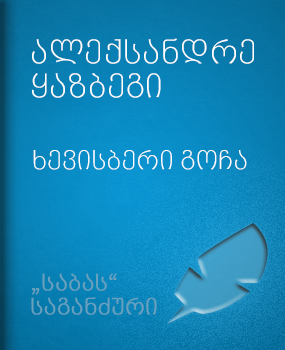 ალექსანდრე
ყაზბეგი
ხევისბერი გოჩა
„საბას“
საგანძური